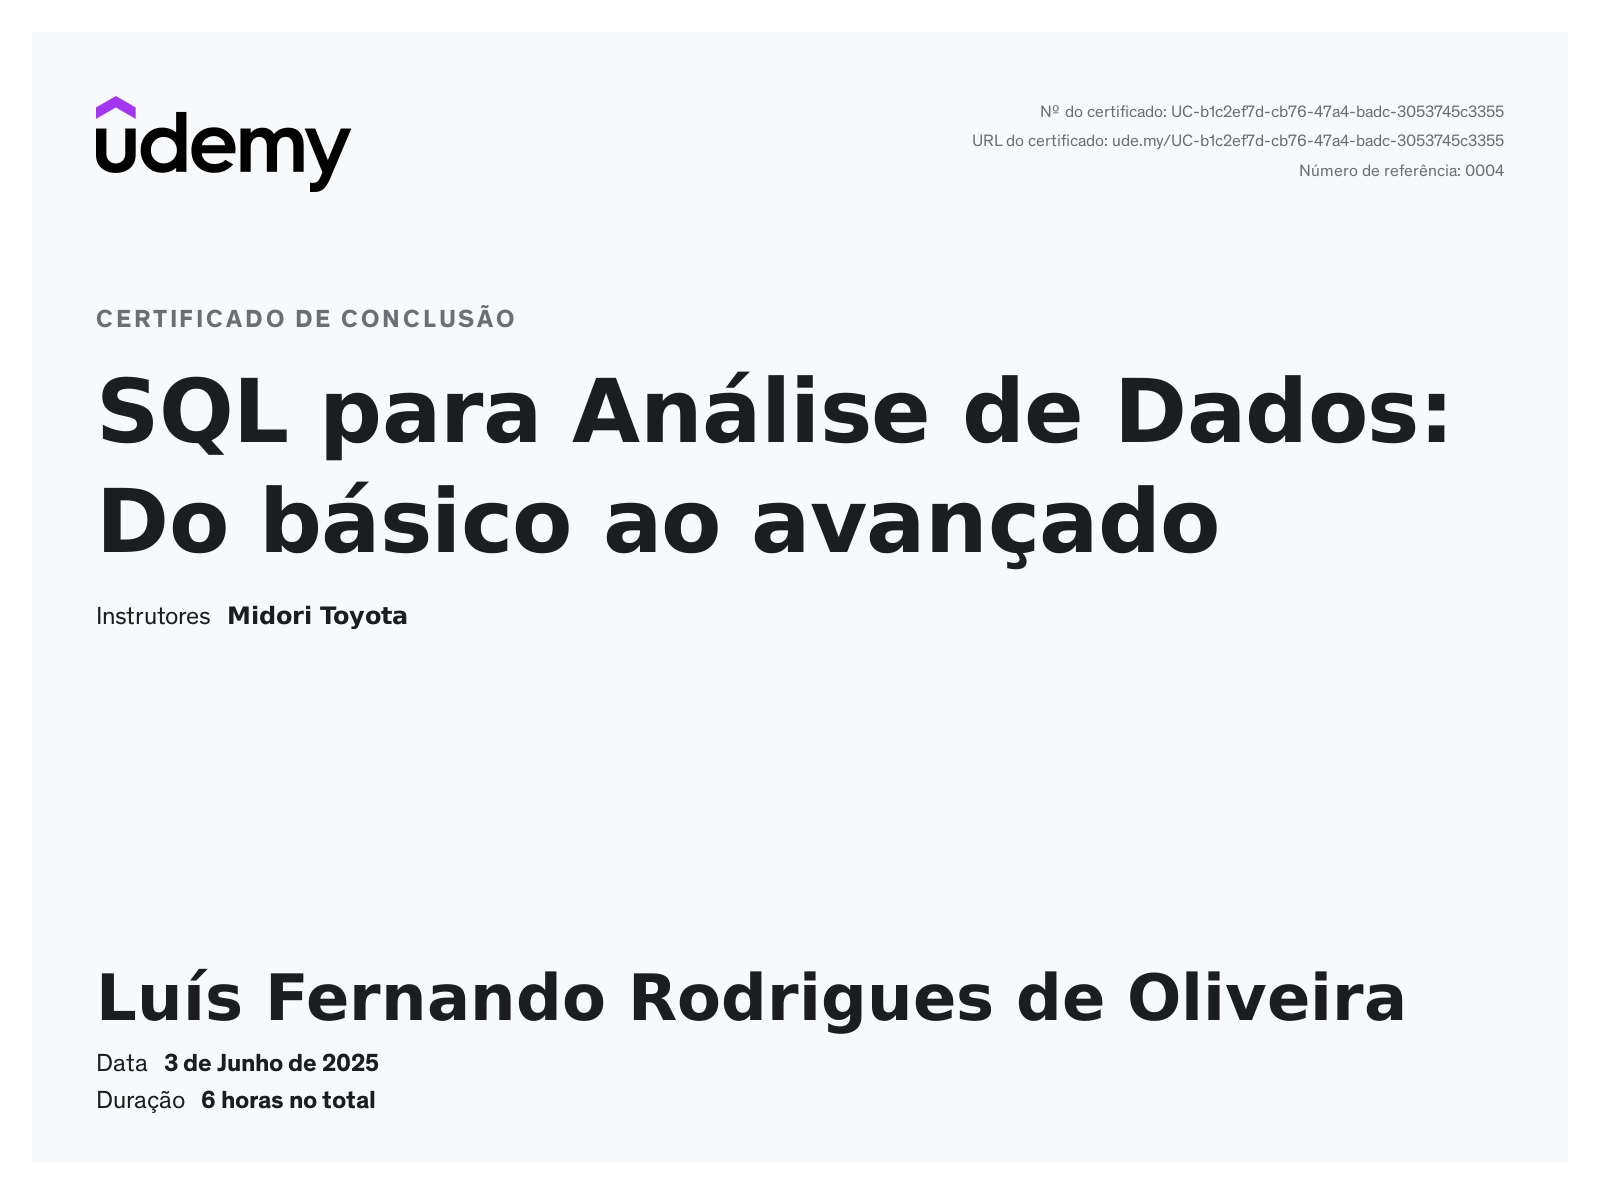 udemy
Nº do certificado: UC-b1c2ef7d-cb76-47a4-badc-3053745c3355
URL do certificado: ude.my/UC-b1c2ef7d-cb76-47a4-badc-3053745c3355
Número de referência: 0004
CERTIFICADO DE CONCLUSÃO
SQL para Análise de Dados:
Do básico ao avançado
Instrutores Midori Toyota
Luís Fernando Rodrigues de Oliveira
Data 3 de Junho de 2025
Duração 6 horas no total